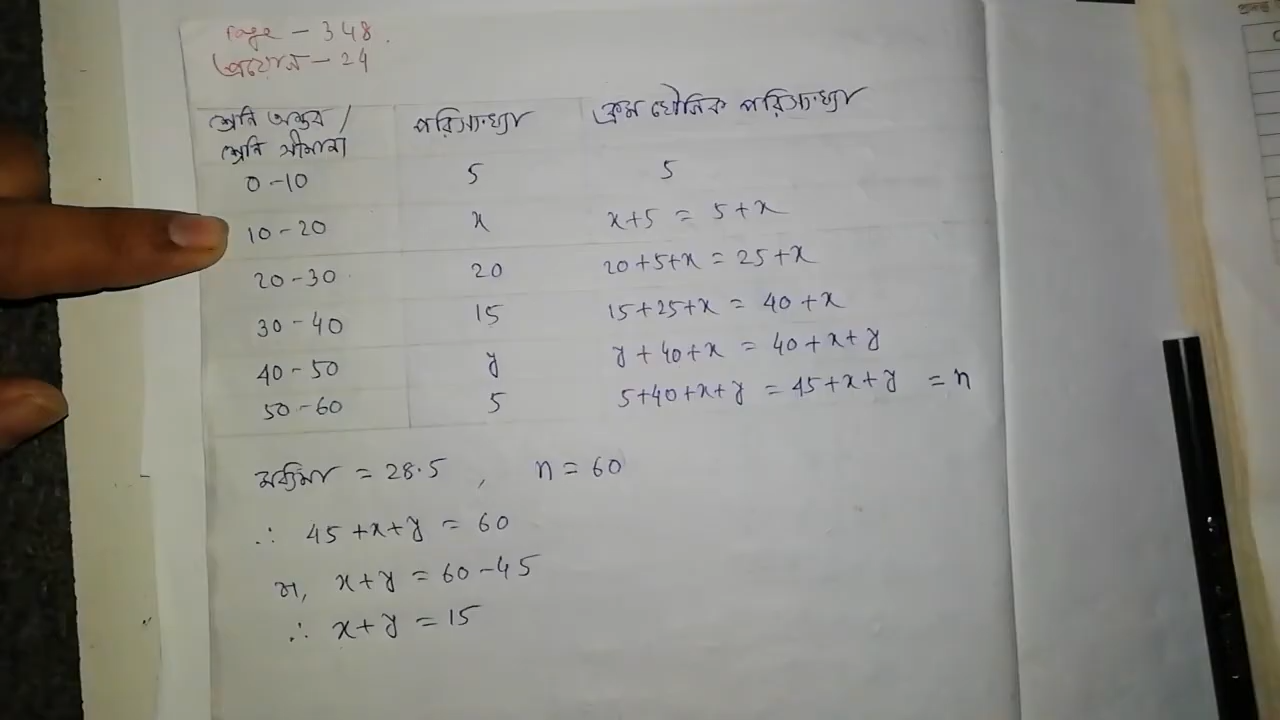 Page - 348.
প্রয়োগ - 24
শ্রেণি অন্তর / পরিসংখ্যা ক্রমযৌগিক পরিসংখ্যা
শ্রেণি সীমানা
0-10 5 5
10-20 x x+5 = 5+x
20-30 20 20+5+x = 25+x
30-40 15 15+25+x = 40+x
40-50 y y+40+x = 40+x+y
50-60 5 5+40+x+y = 45+x+y = n
মধ্যমা = 28.5 , n = 60
∴ 45+x+y = 60
বা, x+y = 60-45
∴ x+y = 15